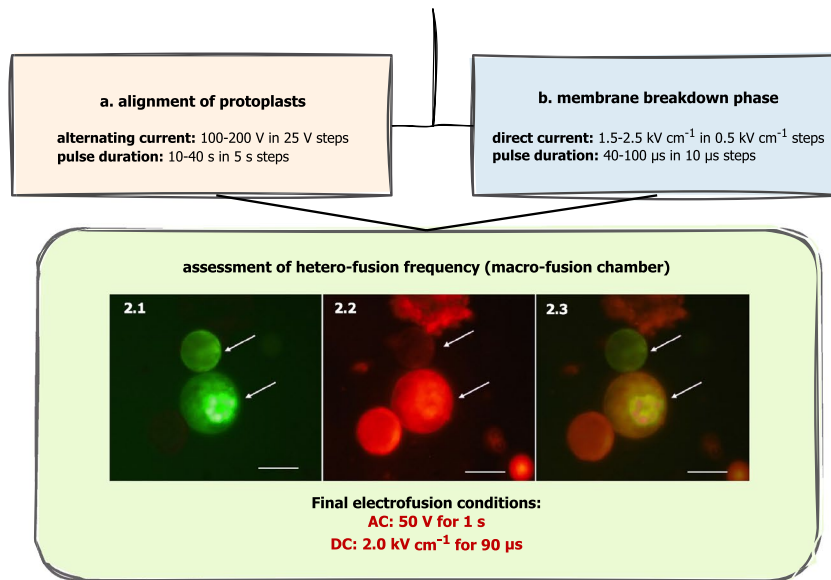 a. alignment of protoplasts
alternating current: 100-200 V in 25 V steps
pulse duration: 10-40 s in 5 s steps
b. membrane breakdown phase
direct current: 1.5-2.5 kV cm⁻¹ in 0.5 kV cm⁻¹ steps
pulse duration: 40-100 µs in 10 µs steps
assessment of hetero-fusion frequency (macro-fusion chamber)
2.1
2.2
2.3
Final electrofusion conditions:
AC: 50 V for 1 s
DC: 2.0 kV cm⁻¹ for 90 µs